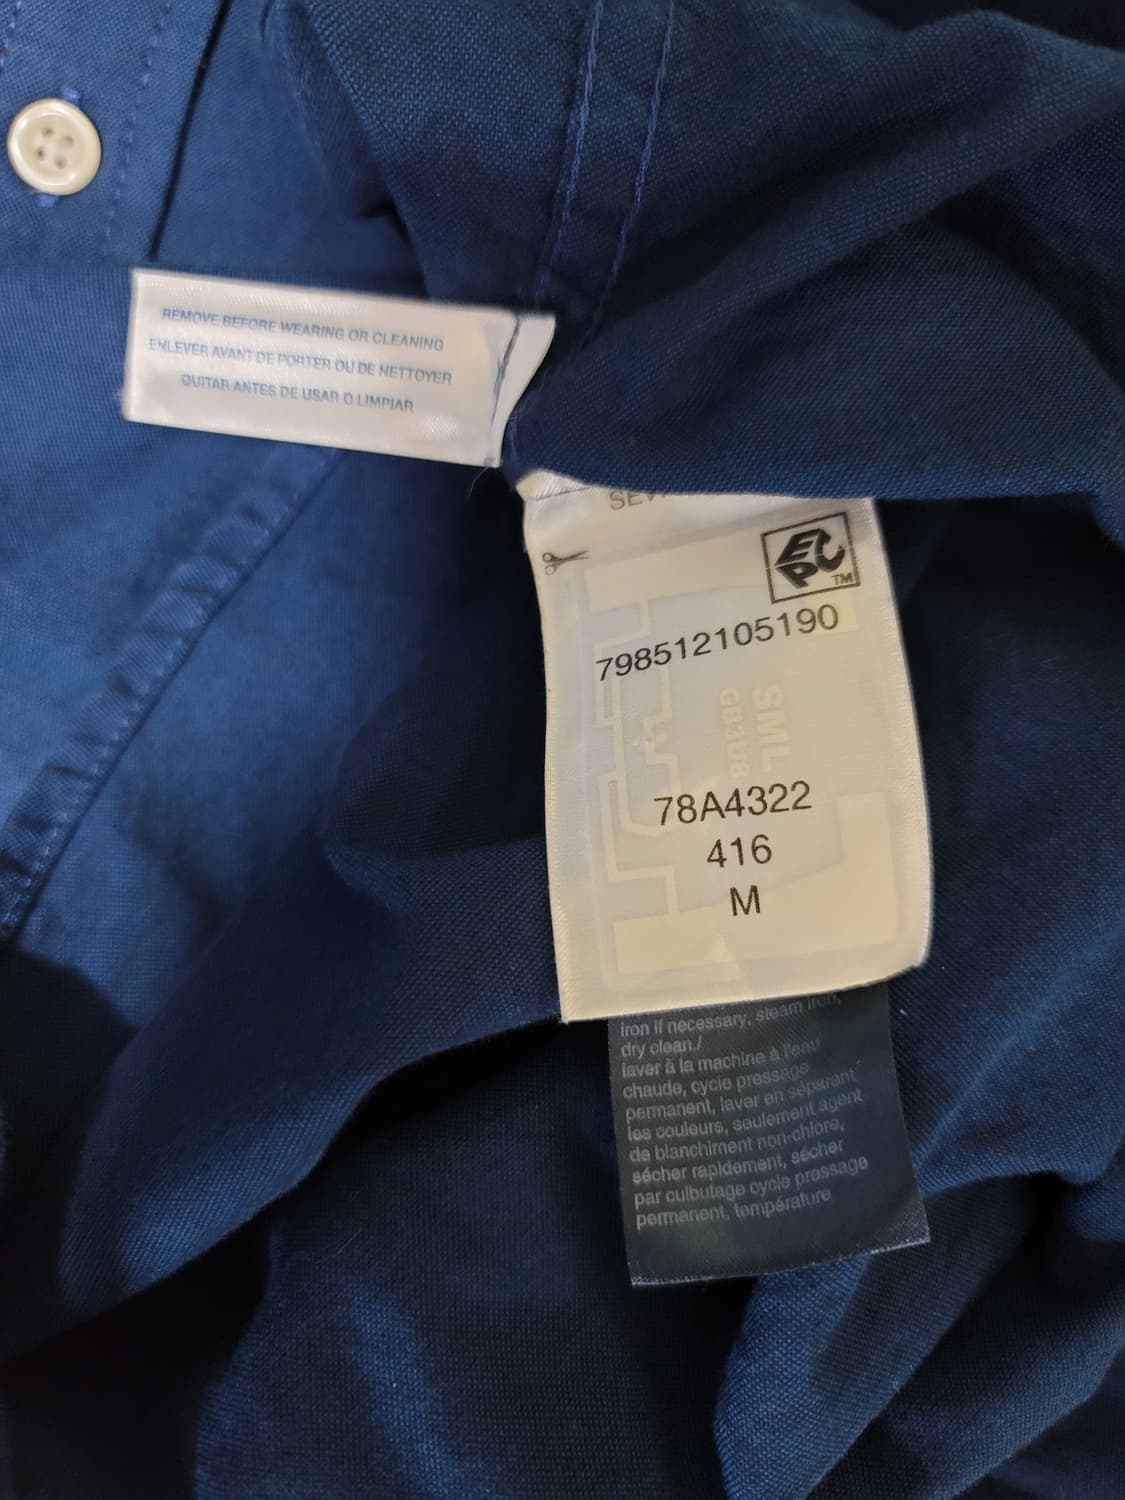 REMOVE BEFORE WEARING OR CLEANING
ENLEVER AVANT DE PORTER OU DE NETTOYER
QUITAR ANTES DE USAR O LIMPIAR
EPC
TM
798512105190
SML
GB3U8
78A4322
416
M
iron if necessary, steam iron,
dry clean./
laver à la machine à l'eau
chaude, cycle pressage
permanent, laver en séparent
les couleurs, seulement agent
de blanchiment non-chlore,
sécher rapidement, sécher
par culbutage cycle pressage
permanent, température